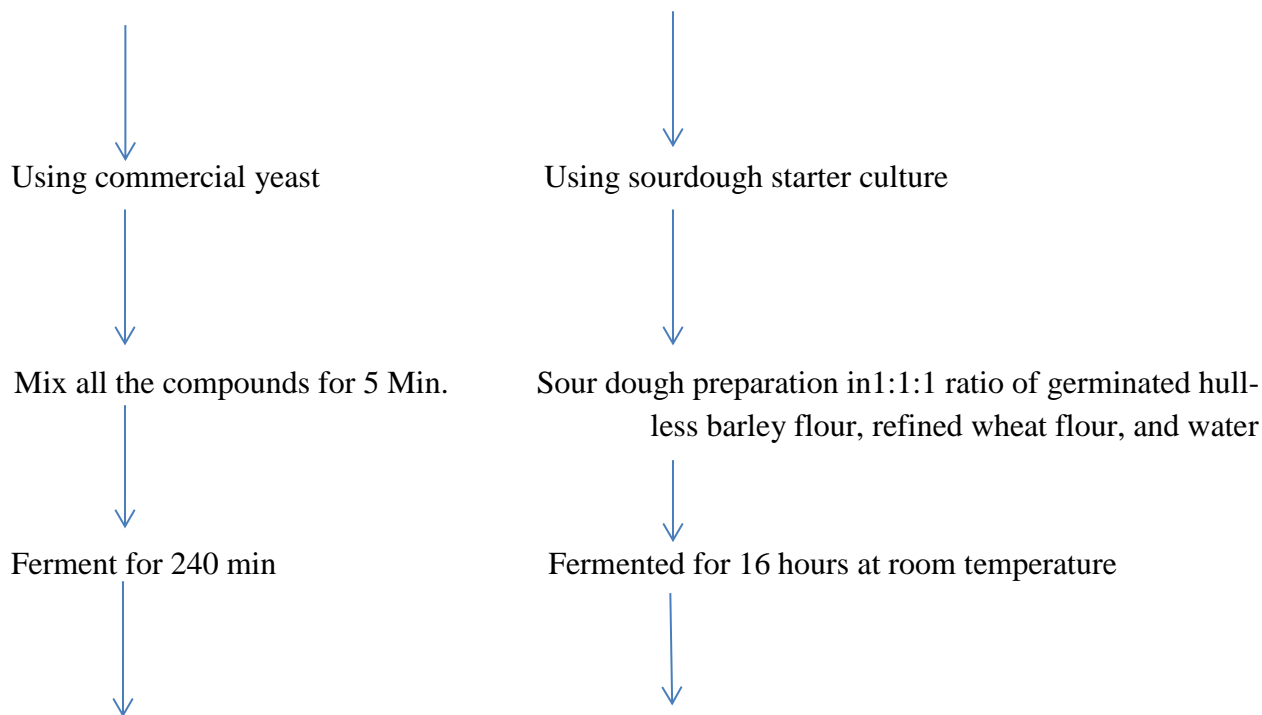 Using commercial yeast
Using sourdough starter culture
Mix all the compounds for 5 Min.
Sour dough preparation in1:1:1 ratio of germinated hull-
less barley flour, refined wheat flour, and water
Ferment for 240 min
Fermented for 16 hours at room temperature